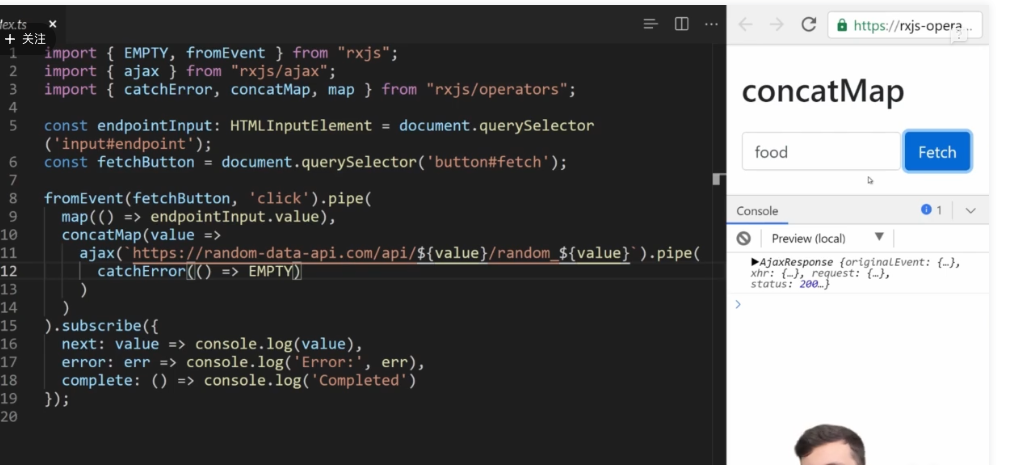 dex.ts ×
+ 关注
1 import { EMPTY, fromEvent } from "rxjs";
2 import { ajax } from "rxjs/ajax";
3 import { catchError, concatMap, map } from "rxjs/operators";
4
5 const endpointInput: HTMLInputElement = document.querySelector
('input#endpoint');
6 const fetchButton = document.querySelector('button#fetch');
7
8 fromEvent(fetchButton, 'click').pipe(
9 map(() => endpointInput.value),
10 concatMap(value =>
11 ajax(`https://random-data-api.com/api/${value}/random_${value}`).pipe(
12 catchError(() => EMPTY)
13 )
14 )
15 ).subscribe({
16 next: value => console.log(value),
17 error: err => console.log('Error:', err),
18 complete: () => console.log('Completed')
19 });
20
https://rxjs-opera...
concatMap
food Fetch
Console 1
Preview (local) ▼
▶AjaxResponse {originalEvent: {…},
xhr: {…}, request: {…},
status: 200…}